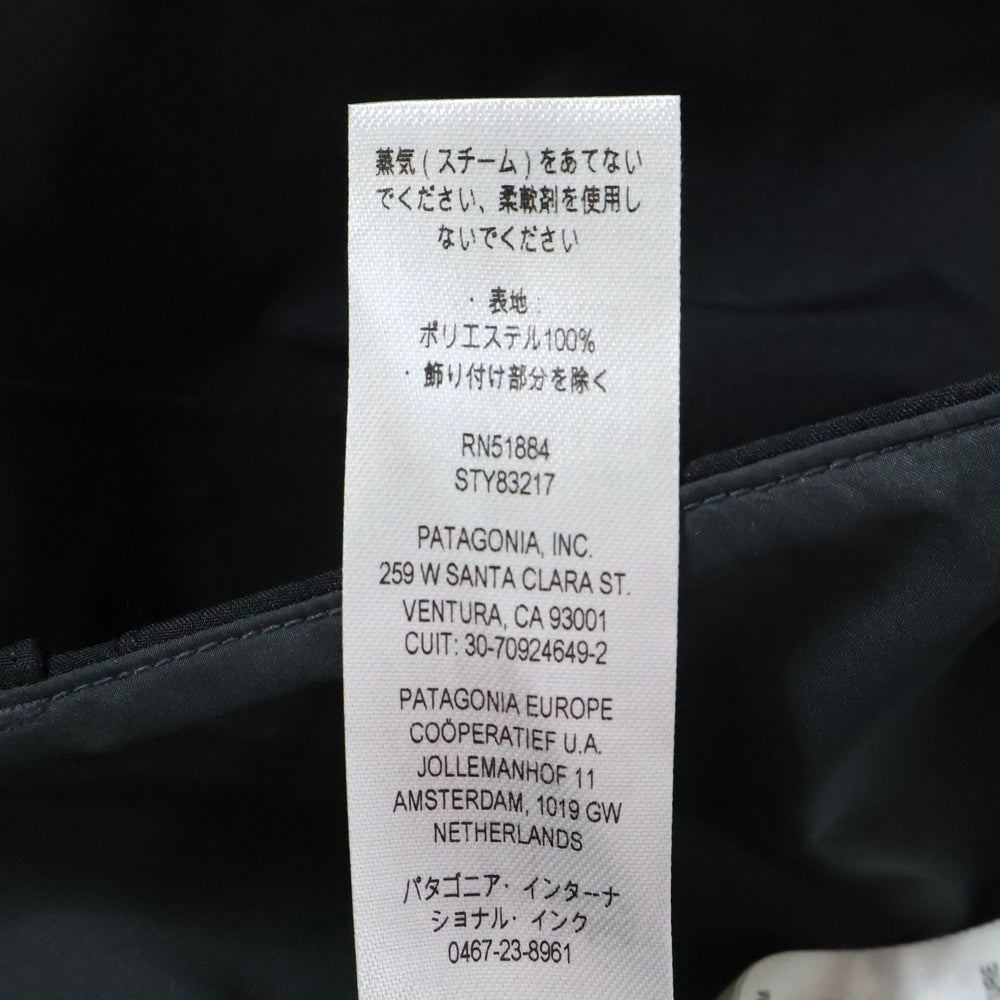 蒸気(スチーム)をあてない
でください、柔軟剤を使用し
ないでください
・表地:
ポリエステル100%
・飾り付け部分を除く
RN51884
STY83217
PATAGONIA, INC.
259 W SANTA CLARA ST.
VENTURA, CA 93001
CUIT: 30-70924649-2
PATAGONIA EUROPE
COÖPERATIEF U.A.
JOLLEMANHOF 11
AMSTERDAM, 1019 GW
NETHERLANDS
パタゴニア・インターナ
ショナル・インク
0467-23-8961